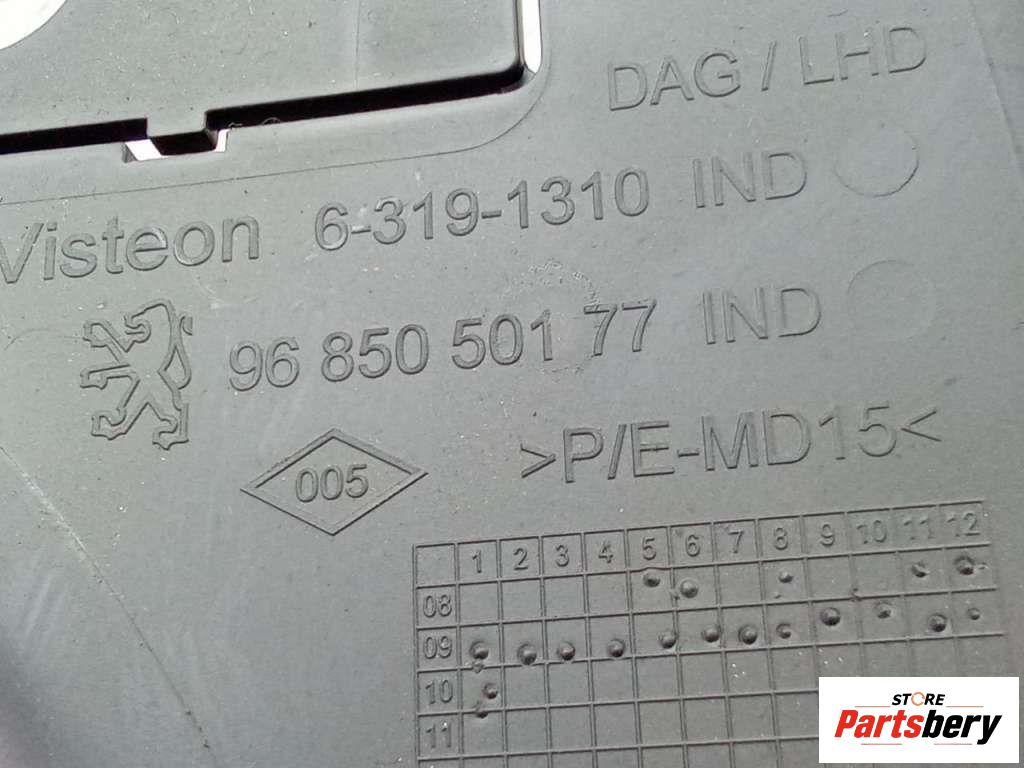 DAG / LHD
Visteon 6-319-1310 IND
96 850 501 77 IND
005
>P/E-MD15<
1 2 3 4 5 6 7 8 9 10 11 12
08
09
10
11
STORE
Partsbery